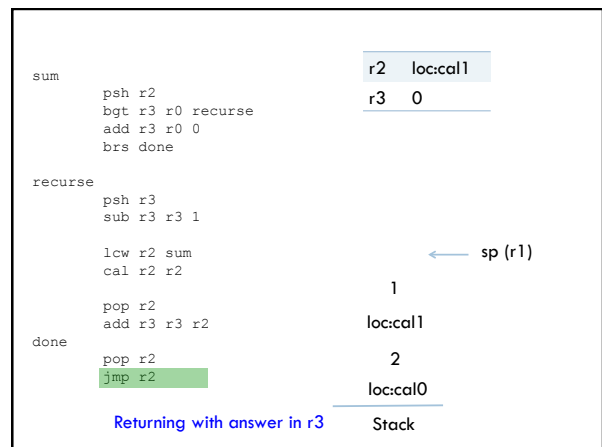 sum
psh r2
bgt r3 r0 recurse
add r3 r0 0
brs done
recurse
psh r3
sub r3 r3 1
lcw r2 sum
cal r2 r2
pop r2
add r3 r3 r2
done
pop r2
jmp r2
Returning with answer in r3
r2 loc:cal1
r3 0
sp (r1)
1
loc:cal1
2
loc:cal0
Stack